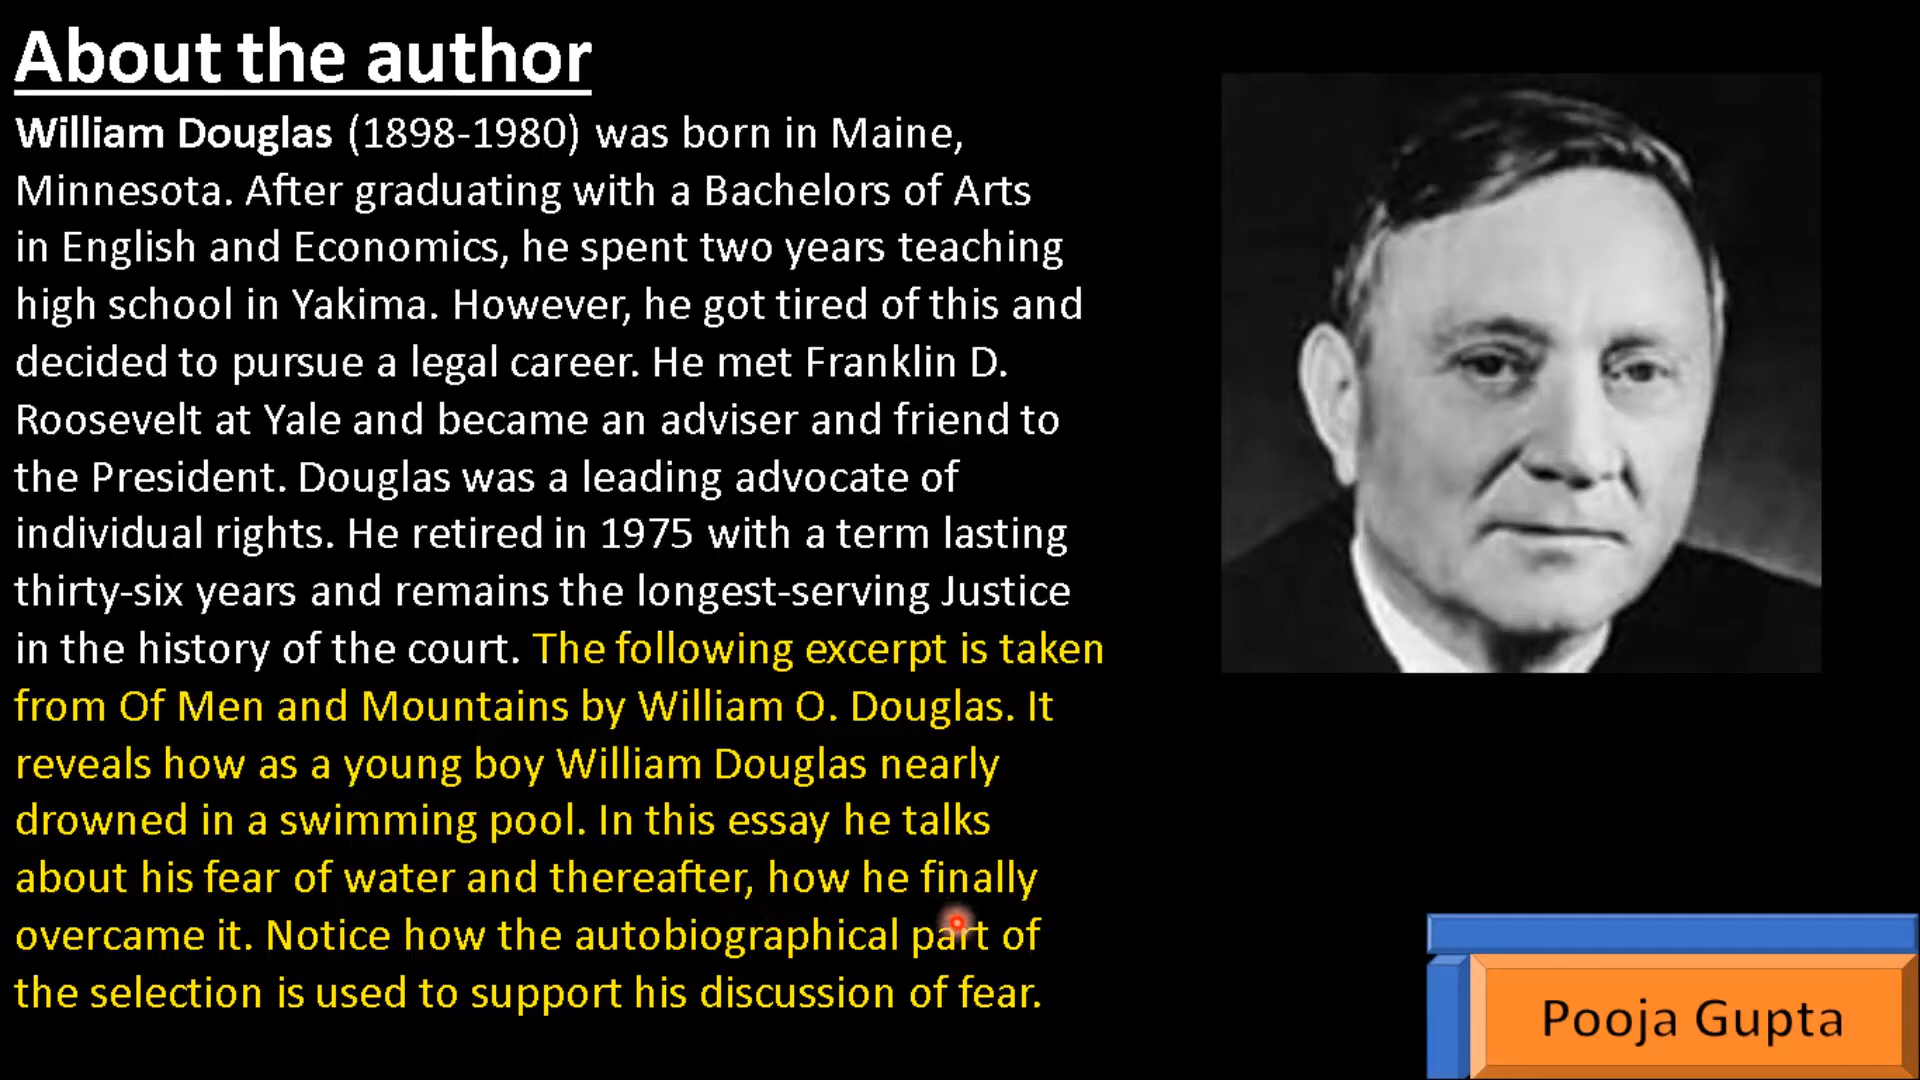 About the author
William Douglas (1898-1980) was born in Maine,
Minnesota. After graduating with a Bachelors of Arts
in English and Economics, he spent two years teaching
high school in Yakima. However, he got tired of this and
decided to pursue a legal career. He met Franklin D.
Roosevelt at Yale and became an adviser and friend to
the President. Douglas was a leading advocate of
individual rights. He retired in 1975 with a term lasting
thirty-six years and remains the longest-serving Justice
in the history of the court. The following excerpt is taken
from Of Men and Mountains by William O. Douglas. It
reveals how as a young boy William Douglas nearly
drowned in a swimming pool. In this essay he talks
about his fear of water and thereafter, how he finally
overcame it. Notice how the autobiographical part of
the selection is used to support his discussion of fear.
Pooja Gupta